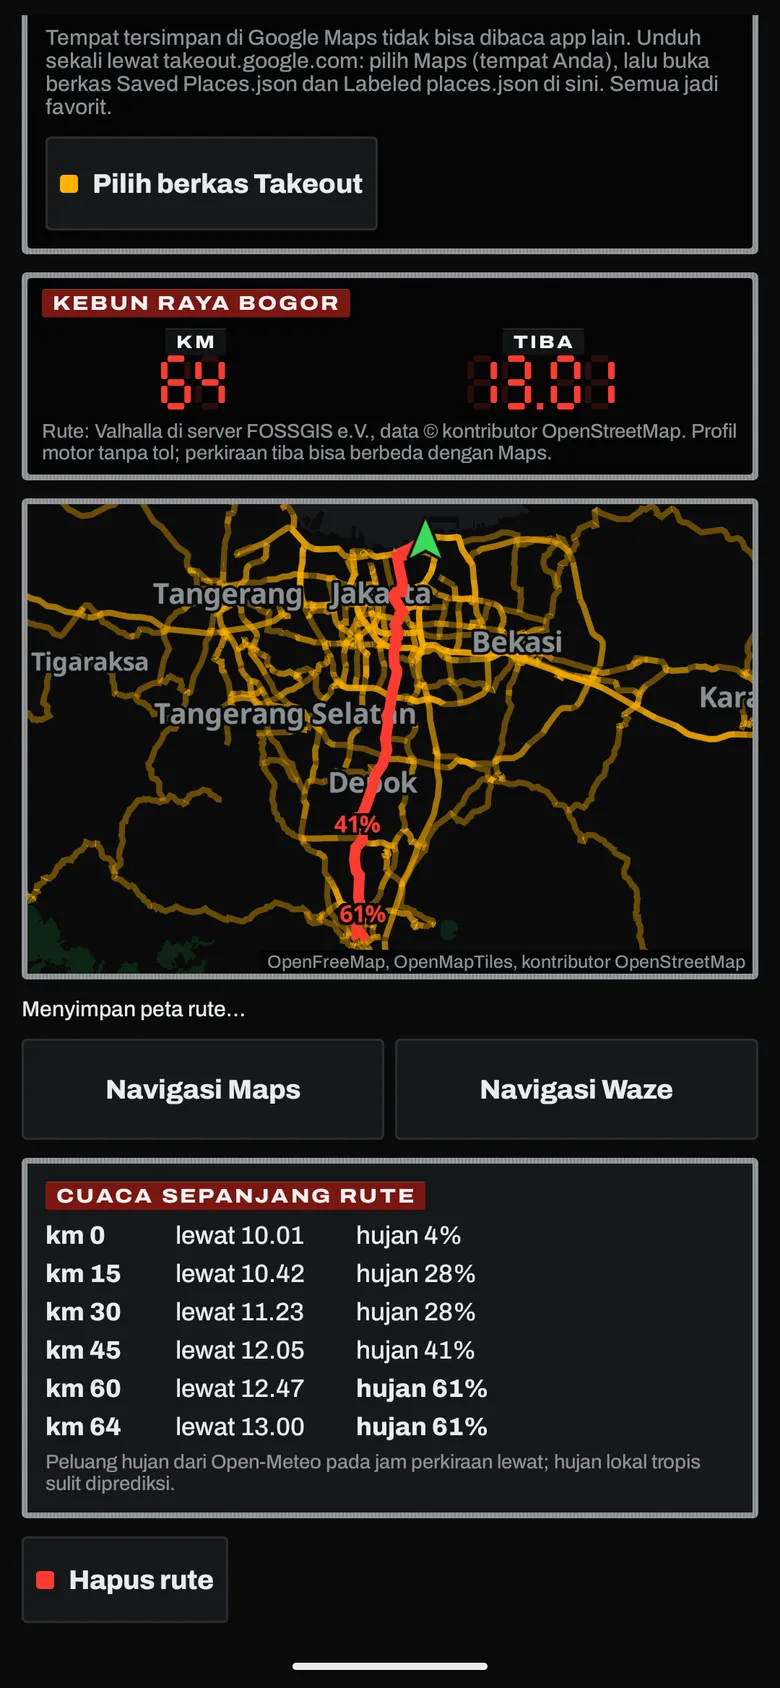 Tempat tersimpan di Google Maps tidak bisa dibaca app lain. Unduh
sekali lewat takeout.google.com: pilih Maps (tempat Anda), lalu buka
berkas Saved Places.json dan Labeled places.json di sini. Semua jadi
favorit.
Pilih berkas Takeout
KEBUN RAYA BOGOR
KM
TIBA
64
13.01
Rute: Valhalla di server FOSSGIS e.V., data © kontributor OpenStreetMap. Profil
motor tanpa tol; perkiraan tiba bisa berbeda dengan Maps.
Tangerang
Jakarta
Bekasi
Tigaraksa
Kara
Tangerang Selatan
Depok
41%
61%
OpenFreeMap, OpenMapTiles, kontributor OpenStreetMap
Menyimpan peta rute...
Navigasi Maps
Navigasi Waze
CUACA SEPANJANG RUTE
km 0 lewat 10.01 hujan 4%
km 15 lewat 10.42 hujan 28%
km 30 lewat 11.23 hujan 28%
km 45 lewat 12.05 hujan 41%
km 60 lewat 12.47 hujan 61%
km 64 lewat 13.00 hujan 61%
Peluang hujan dari Open-Meteo pada jam perkiraan lewat; hujan lokal tropis
sulit diprediksi.
Hapus rute